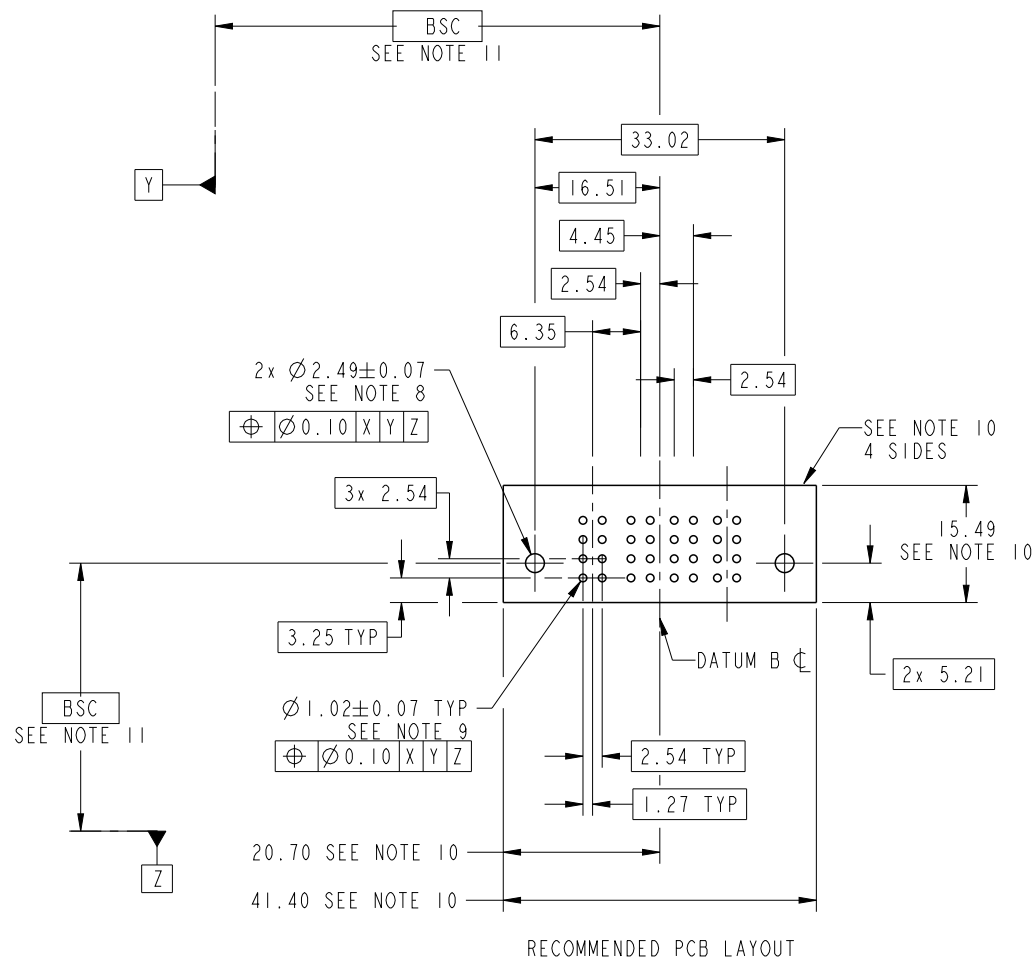 BSC
SEE NOTE 11
33.02
Y
16.51
4.45
2.54
6.35
2x Ø2.49±0.07
SEE NOTE 8
2.54
⌖ Ø0.10 X Y Z
SEE NOTE 10
4 SIDES
3x 2.54
15.49
SEE NOTE 10
3.25 TYP
DATUM B ℄
2x 5.21
BSC
SEE NOTE 11
Ø1.02±0.07 TYP
SEE NOTE 9
⌖ Ø0.10 X Y Z
2.54 TYP
1.27 TYP
20.70 SEE NOTE 10
Z
41.40 SEE NOTE 10
RECOMMENDED PCB LAYOUT